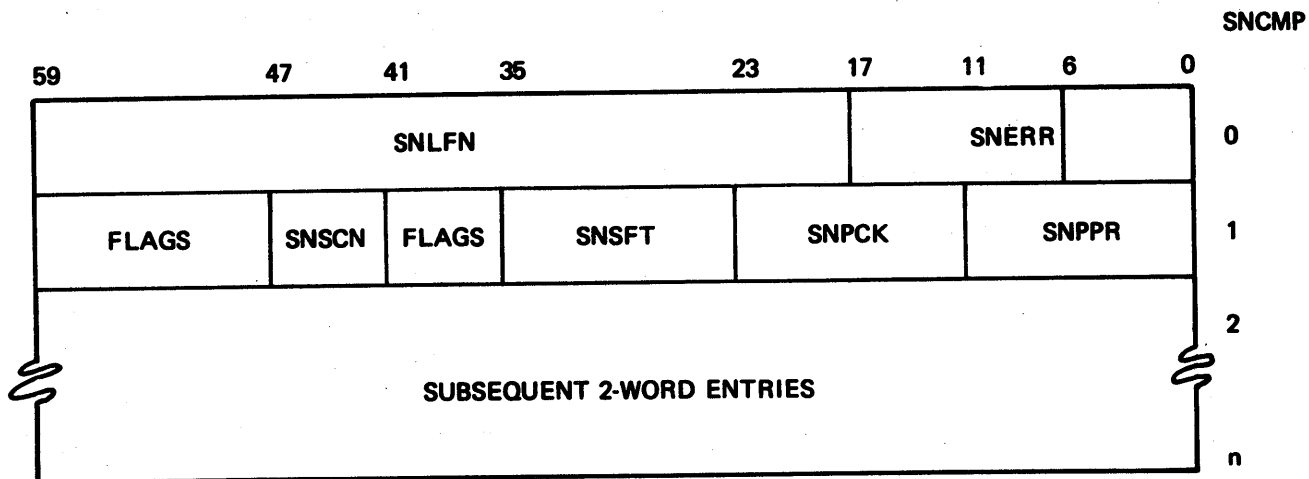 SNCMP
59 47 41 35 23 17 11 6 0
SNLFN SNERR 0
FLAGS SNSCN FLAGS SNSFT SNPCK SNPPR 1
2
SUBSEQUENT 2-WORD ENTRIES
n